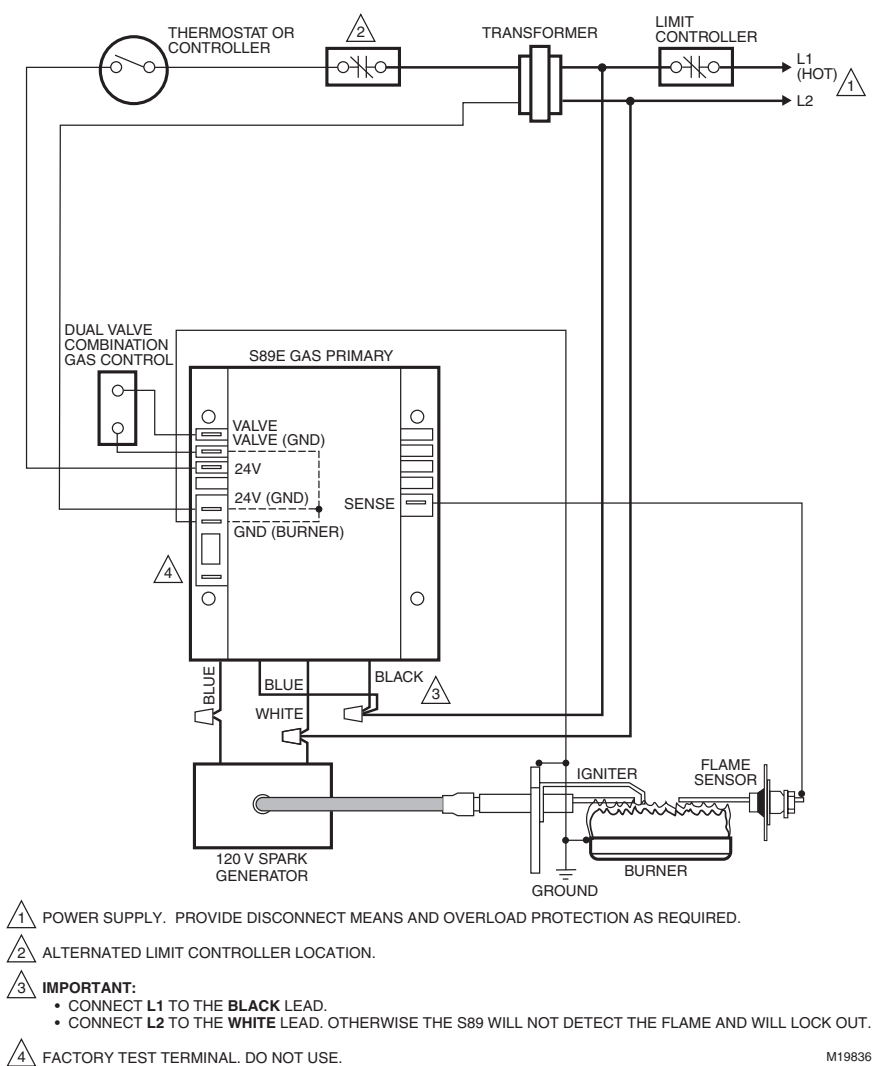 THERMOSTAT OR
CONTROLLER
2
TRANSFORMER
LIMIT
CONTROLLER
L1
(HOT)
1
L2
DUAL VALVE
COMBINATION
GAS CONTROL
S89E GAS PRIMARY
VALVE
VALVE (GND)
24V
24V (GND)
SENSE
GND (BURNER)
4
BLUE
BLUE
BLACK
3
WHITE
IGNITER
FLAME
SENSOR
120 V SPARK
GENERATOR
BURNER
GROUND
1 POWER SUPPLY. PROVIDE DISCONNECT MEANS AND OVERLOAD PROTECTION AS REQUIRED.
2 ALTERNATED LIMIT CONTROLLER LOCATION.
3 IMPORTANT:
• CONNECT L1 TO THE BLACK LEAD.
• CONNECT L2 TO THE WHITE LEAD. OTHERWISE THE S89 WILL NOT DETECT THE FLAME AND WILL LOCK OUT.
4 FACTORY TEST TERMINAL. DO NOT USE.
M19836